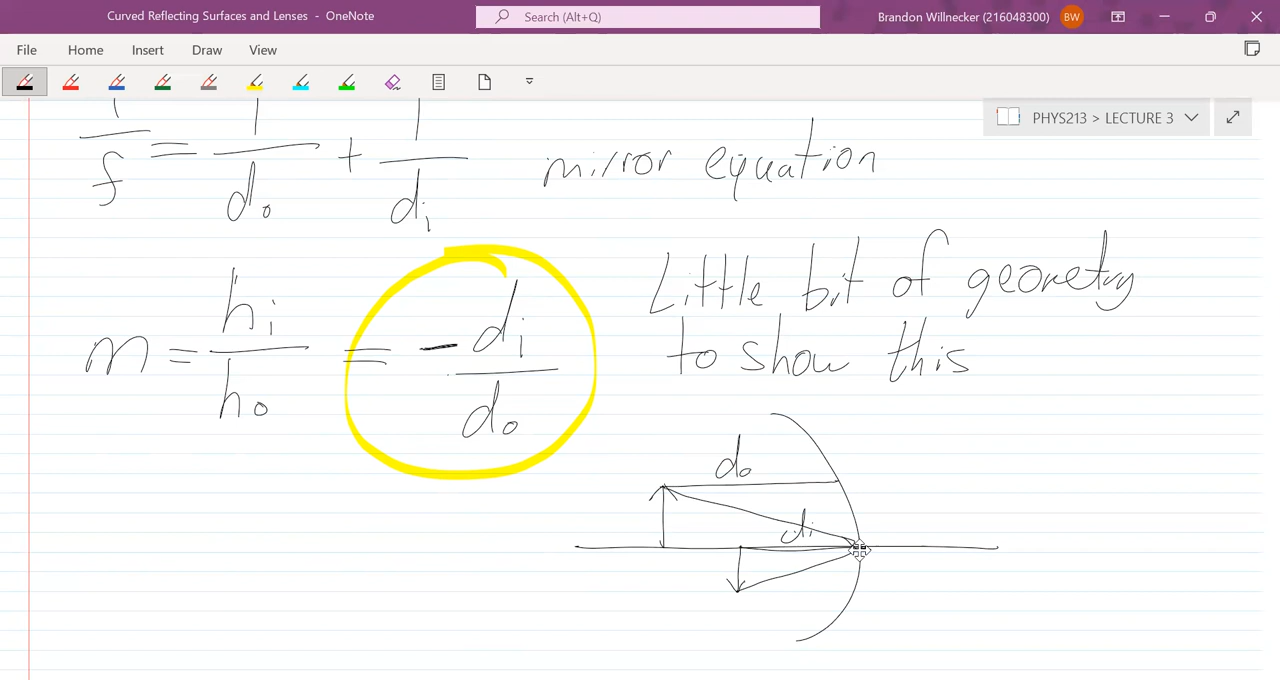 Curved Reflecting Surfaces and Lenses - OneNote
Search (Alt+Q)
Brandon Willnecker (216048300)
BW
File Home Insert Draw View
PHYS213 > LECTURE 3
1/f = 1/do + 1/di mirror equation
m = hi/ho = - di/do
Little bit of geometry
to show this
do
di